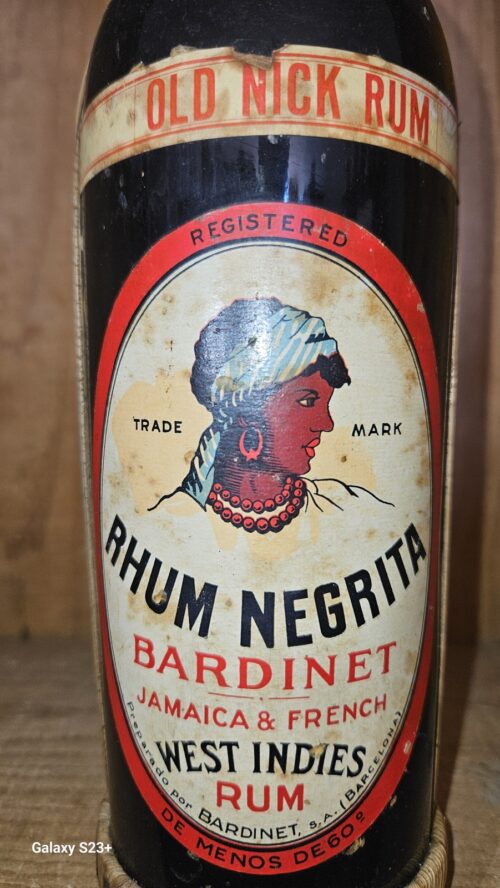 OLD NICK RUM
REGISTERED
TRADE MARK
RHUM NEGRITA
BARDINET
JAMAICA & FRENCH
WEST INDIES
RUM
Preparado por BARDINET, S.A. (BARCELONA)
DE MENOS DE 60º
Galaxy S23+